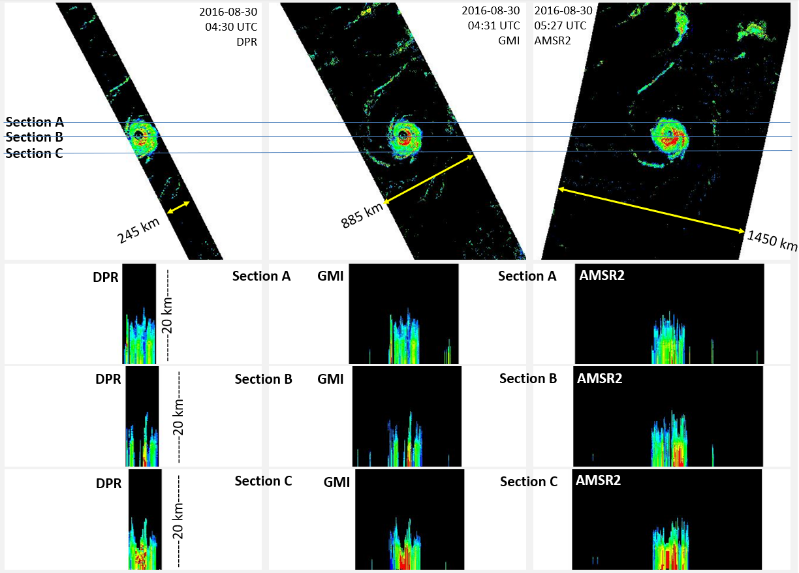 2016-08-30
04:30 UTC
DPR
2016-08-30
04:31 UTC
GMI
2016-08-30
05:27 UTC
AMSR2
Section A
Section B
Section C
245 km
885 km
1450 km
DPR
20 km
Section A
GMI
Section A
AMSR2
DPR
20 km
Section B
GMI
Section B
AMSR2
DPR
20 km
Section C
GMI
Section C
AMSR2